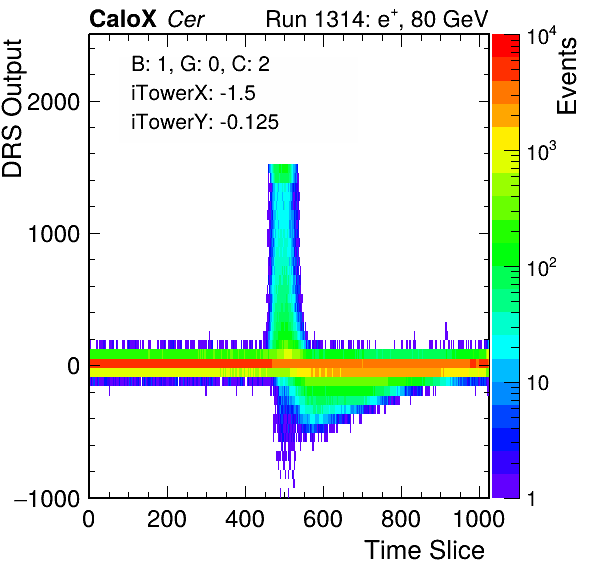 CaloX Cer Run 1314: e⁺, 80 GeV
B: 1, G: 0, C: 2
iTowerX: -1.5
iTowerY: -0.125
DRS Output
2000
1000
0
−1000
0 200 400 600 800 1000
Time Slice
Events
10⁴
10³
10²
10
1